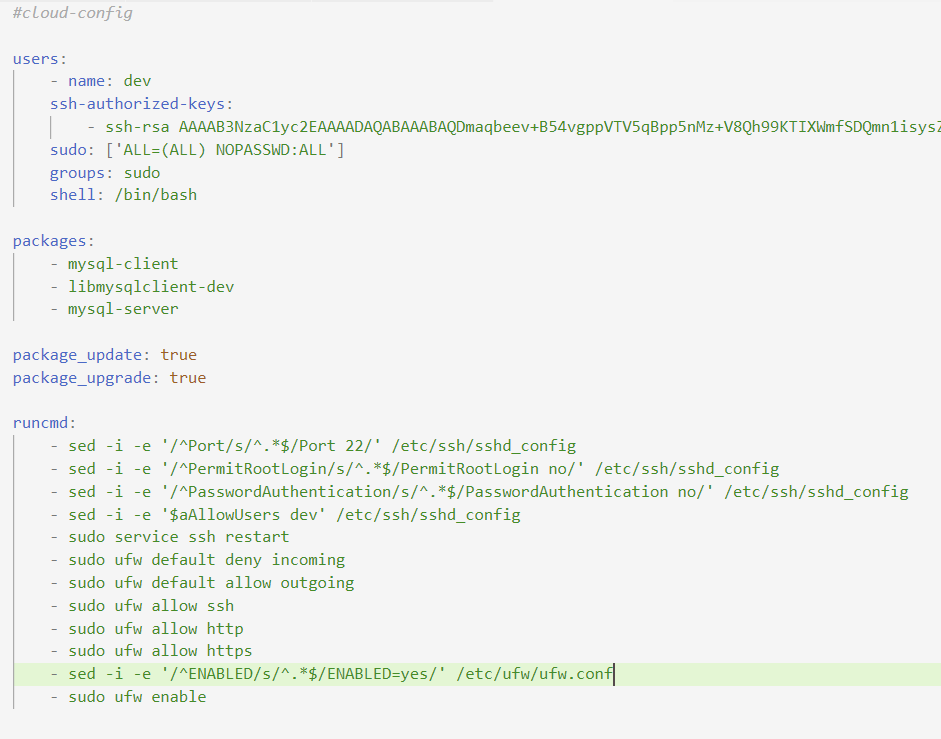 #cloud-config
users:
- name: dev
ssh-authorized-keys:
- ssh-rsa AAAAB3NzaC1yc2EAAAADAQABAAABAQDmaqbeev+B54vgppVTV5qBpp5nMz+V8Qh99KTIXWmfSDQmn1isysZ
sudo: ['ALL=(ALL) NOPASSWD:ALL']
groups: sudo
shell: /bin/bash
packages:
- mysql-client
- libmysqlclient-dev
- mysql-server
package_update: true
package_upgrade: true
runcmd:
- sed -i -e '/^Port/s/^.*$/Port 22/' /etc/ssh/sshd_config
- sed -i -e '/^PermitRootLogin/s/^.*$/PermitRootLogin no/' /etc/ssh/sshd_config
- sed -i -e '/^PasswordAuthentication/s/^.*$/PasswordAuthentication no/' /etc/ssh/sshd_config
- sed -i -e '$aAllowUsers dev' /etc/ssh/sshd_config
- sudo service ssh restart
- sudo ufw default deny incoming
- sudo ufw default allow outgoing
- sudo ufw allow ssh
- sudo ufw allow http
- sudo ufw allow https
- sed -i -e '/^ENABLED/s/^.*$/ENABLED=yes/' /etc/ufw/ufw.conf
- sudo ufw enable